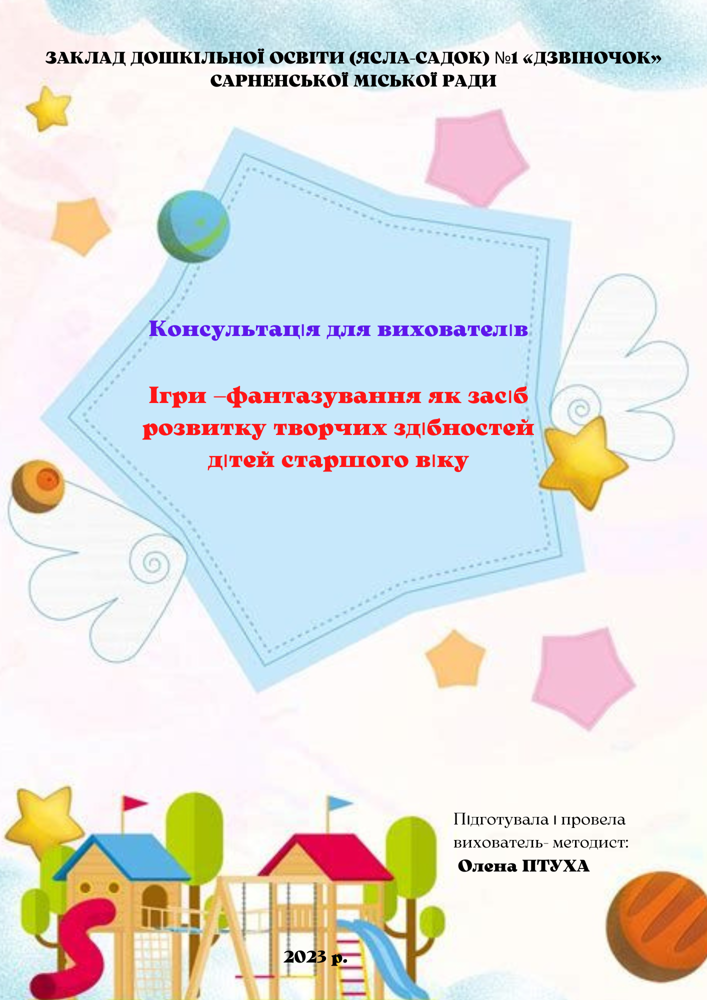 ЗАКЛАД ДОШКІЛЬНОЇ ОСВІТИ (ЯСЛА-САДОК) №1 «ДЗВІНОЧОК»
САРНЕНСЬКОЇ МІСЬКОЇ РАДИ
Консультація для вихователів
Ігри –фантазування як засіб
розвитку творчих здібностей
дітей старшого віку
Підготувала і провела
вихователь- методист:
Олена ПТУХА
2023 р.